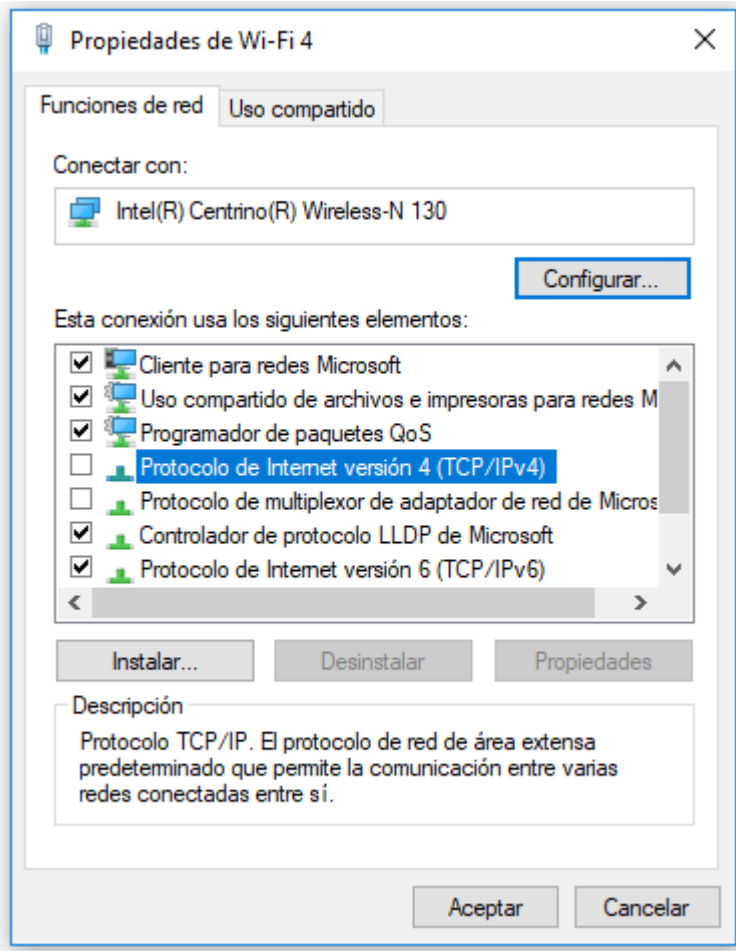 Propiedades de Wi-Fi 4
Funciones de red
Uso compartido
Conectar con:
Intel(R) Centrino(R) Wireless-N 130
Configurar...
Esta conexión usa los siguientes elementos:
Cliente para redes Microsoft
Uso compartido de archivos e impresoras para redes M
Programador de paquetes QoS
Protocolo de Internet versión 4 (TCP/IPv4)
Protocolo de multiplexor de adaptador de red de Micros
Controlador de protocolo LLDP de Microsoft
Protocolo de Internet versión 6 (TCP/IPv6)
Instalar...
Desinstalar
Propiedades
Descripción
Protocolo TCP/IP. El protocolo de red de área extensa
predeterminado que permite la comunicación entre varias
redes conectadas entre sí.
Aceptar
Cancelar